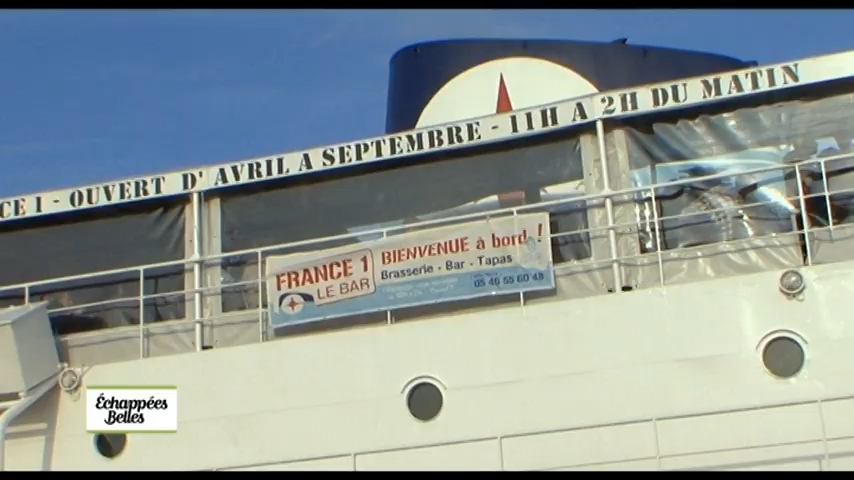 CE I - OUVERT D'AVRIL A SEPTEMBRE - 11H A 2H DU MATIN
FRANCE 1
LE BAR
BIENVENUE à bord !
Brasserie - Bar - Tapas
05 46 55 60 48
Échappées
Belles